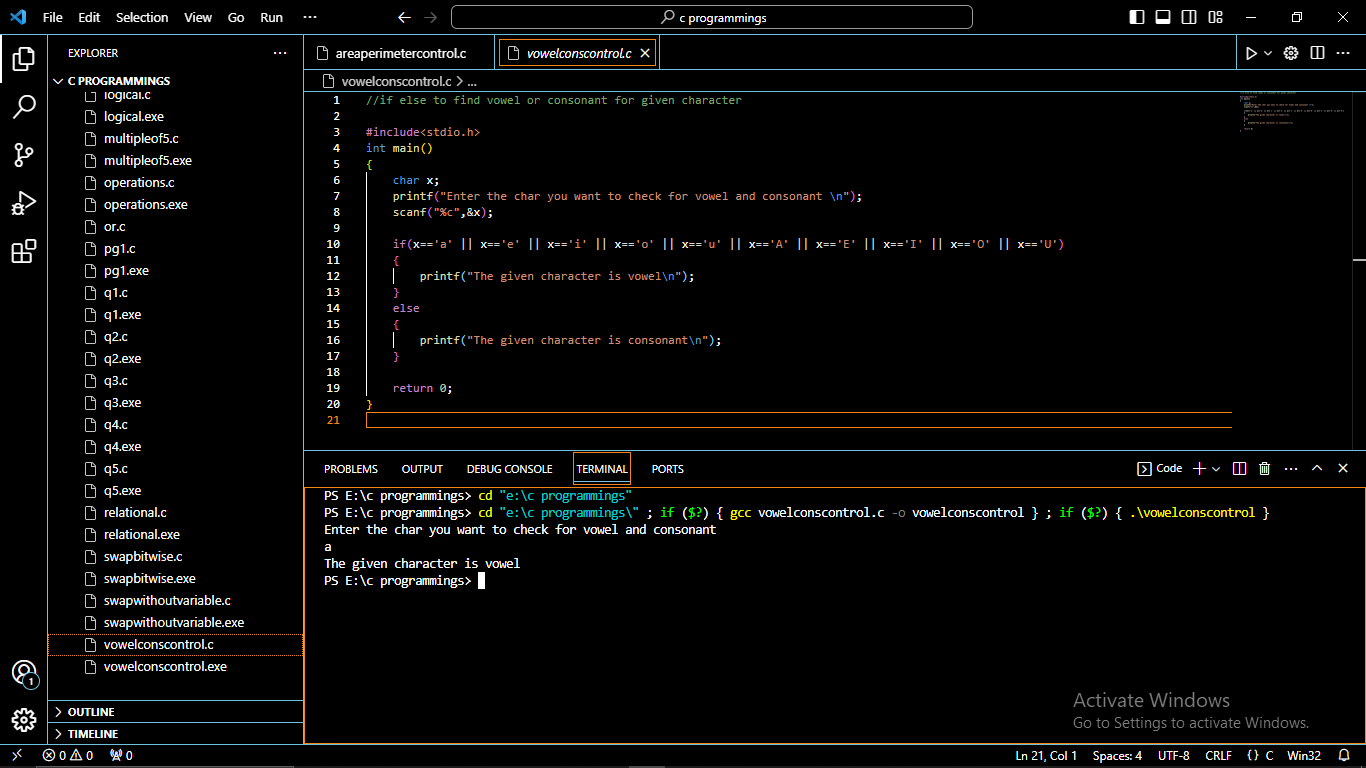 File Edit Selection View Go Run ··· c programmings
EXPLORER ···
C PROGRAMMINGS
logical.c
logical.exe
multipleof5.c
multipleof5.exe
operations.c
operations.exe
or.c
pg1.c
pg1.exe
q1.c
q1.exe
q2.c
q2.exe
q3.c
q3.exe
q4.c
q4.exe
q5.c
q5.exe
relational.c
relational.exe
swapbitwise.c
swapbitwise.exe
swapwithoutvariable.c
swapwithoutvariable.exe
vowelconscontrol.c
vowelconscontrol.exe
OUTLINE
TIMELINE
1
areaperimetercontrol.c vowelconscontrol.c
vowelconscontrol.c > ...
1 //if else to find vowel or consonant for given character
2
3 #include<stdio.h>
4 int main()
5 {
6 char x;
7 printf("Enter the char you want to check for vowel and consonant \n");
8 scanf("%c",&x);
9
10 if(x=='a' || x=='e' || x=='i' || x=='o' || x=='u' || x=='A' || x=='E' || x=='I' || x=='O' || x=='U')
11 {
12 printf("The given character is vowel\n");
13 }
14 else
15 {
16 printf("The given character is consonant\n");
17 }
18
19 return 0;
20 }
21
PROBLEMS OUTPUT DEBUG CONSOLE TERMINAL PORTS Code
PS E:\c programmings> cd "e:\c programmings"
PS E:\c programmings> cd "e:\c programmings\" ; if ($?) { gcc vowelconscontrol.c -o vowelconscontrol } ; if ($?) { .\vowelconscontrol }
Enter the char you want to check for vowel and consonant
a
The given character is vowel
PS E:\c programmings>
Activate Windows
Go to Settings to activate Windows.
0 0 0 Ln 21, Col 1 Spaces: 4 UTF-8 CRLF {} C Win32